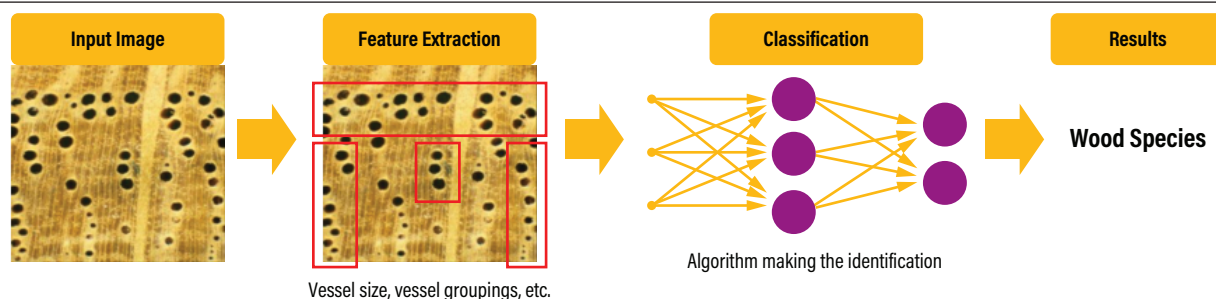 Input Image
Feature Extraction
Classification
Results
Wood Species
Algorithm making the identification
Vessel size, vessel groupings, etc.